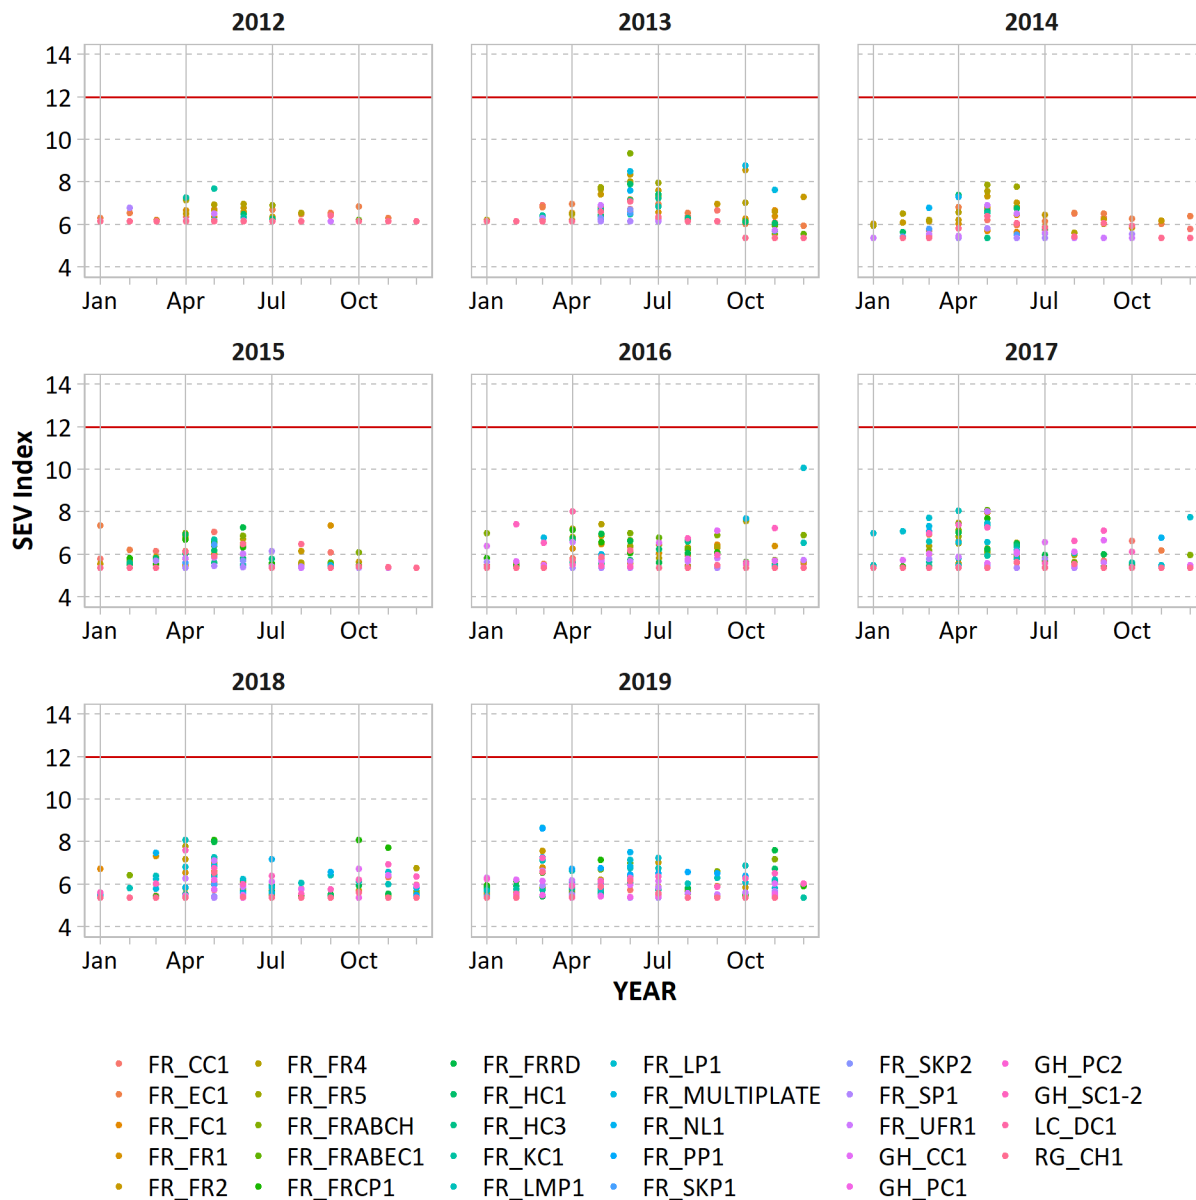 2012 2013 2014
14 12 10 8 6 4
Jan Apr Jul Oct Jan Apr Jul Oct Jan Apr Jul Oct
2015 2016 2017
14 12 10 8 6 4
SEV Index
Jan Apr Jul Oct Jan Apr Jul Oct Jan Apr Jul Oct
2018 2019
14 12 10 8 6 4
Jan Apr Jul Oct Jan Apr Jul Oct
YEAR
FR_CC1 FR_FR4 FR_FRRD FR_LP1 FR_SKP2 GH_PC2
FR_EC1 FR_FR5 FR_HC1 FR_MULTIPLATE FR_SP1 GH_SC1-2
FR_FC1 FR_FRABCH FR_HC3 FR_NL1 FR_UFR1 LC_DC1
FR_FR1 FR_FRABEC1 FR_KC1 FR_PP1 GH_CC1 RG_CH1
FR_FR2 FR_FRCP1 FR_LMP1 FR_SKP1 GH_PC1